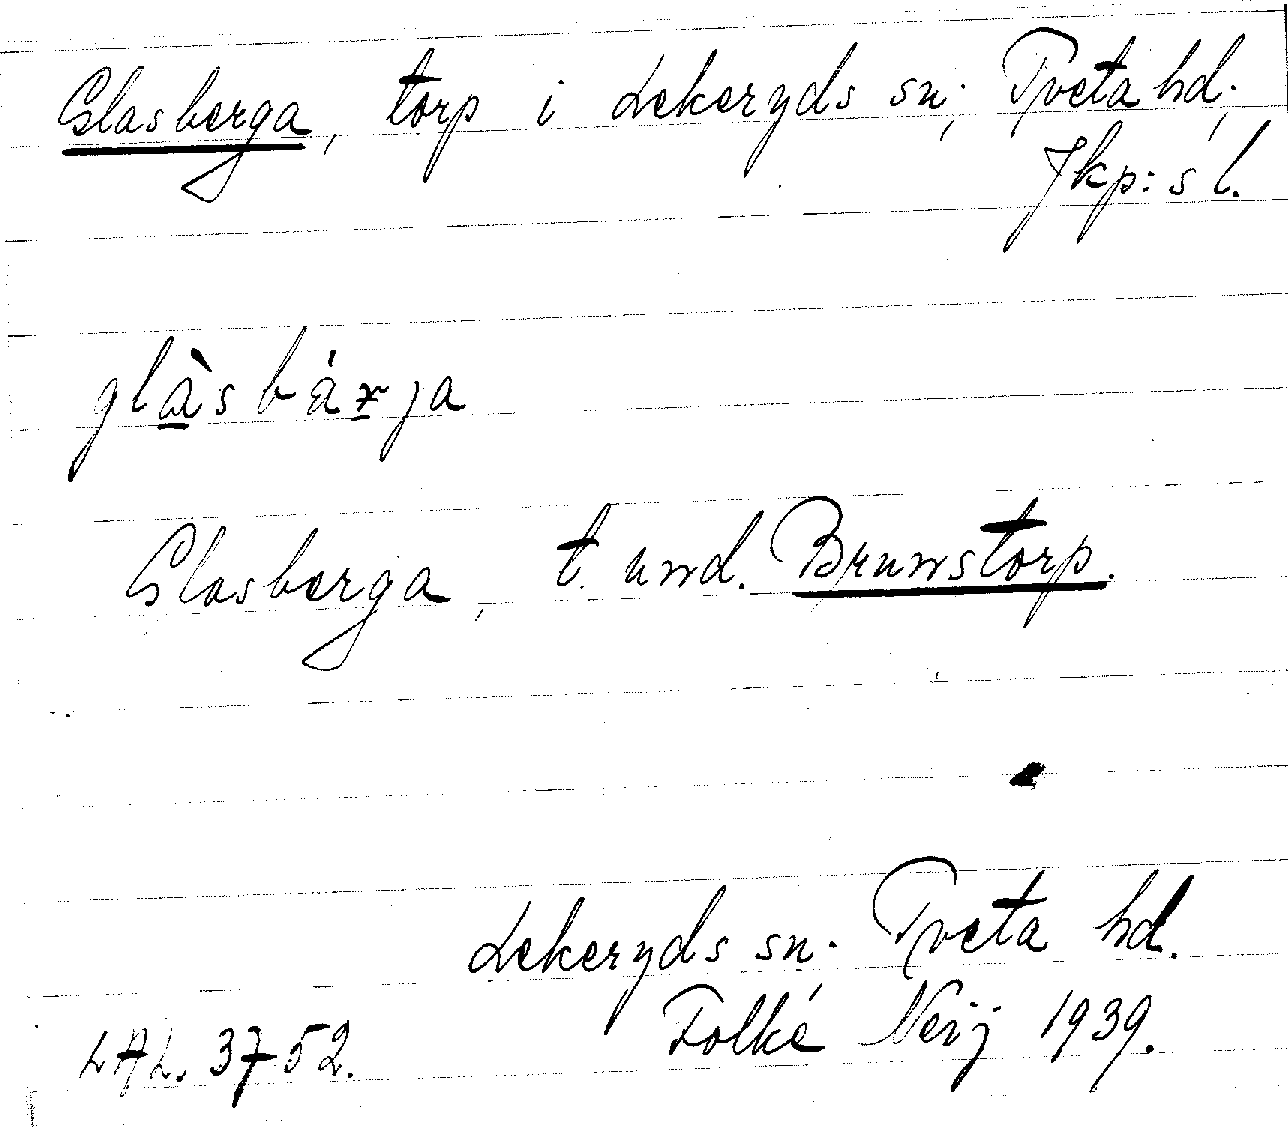 Glasberga, torp i Lekeryds sn; Tveta hd;
Jkp:s l.
Glasberga, t. und. Brunstorp.
Lekeryds sn. Tveta hd.
Folke Neij 1939.
LAL. 3752.